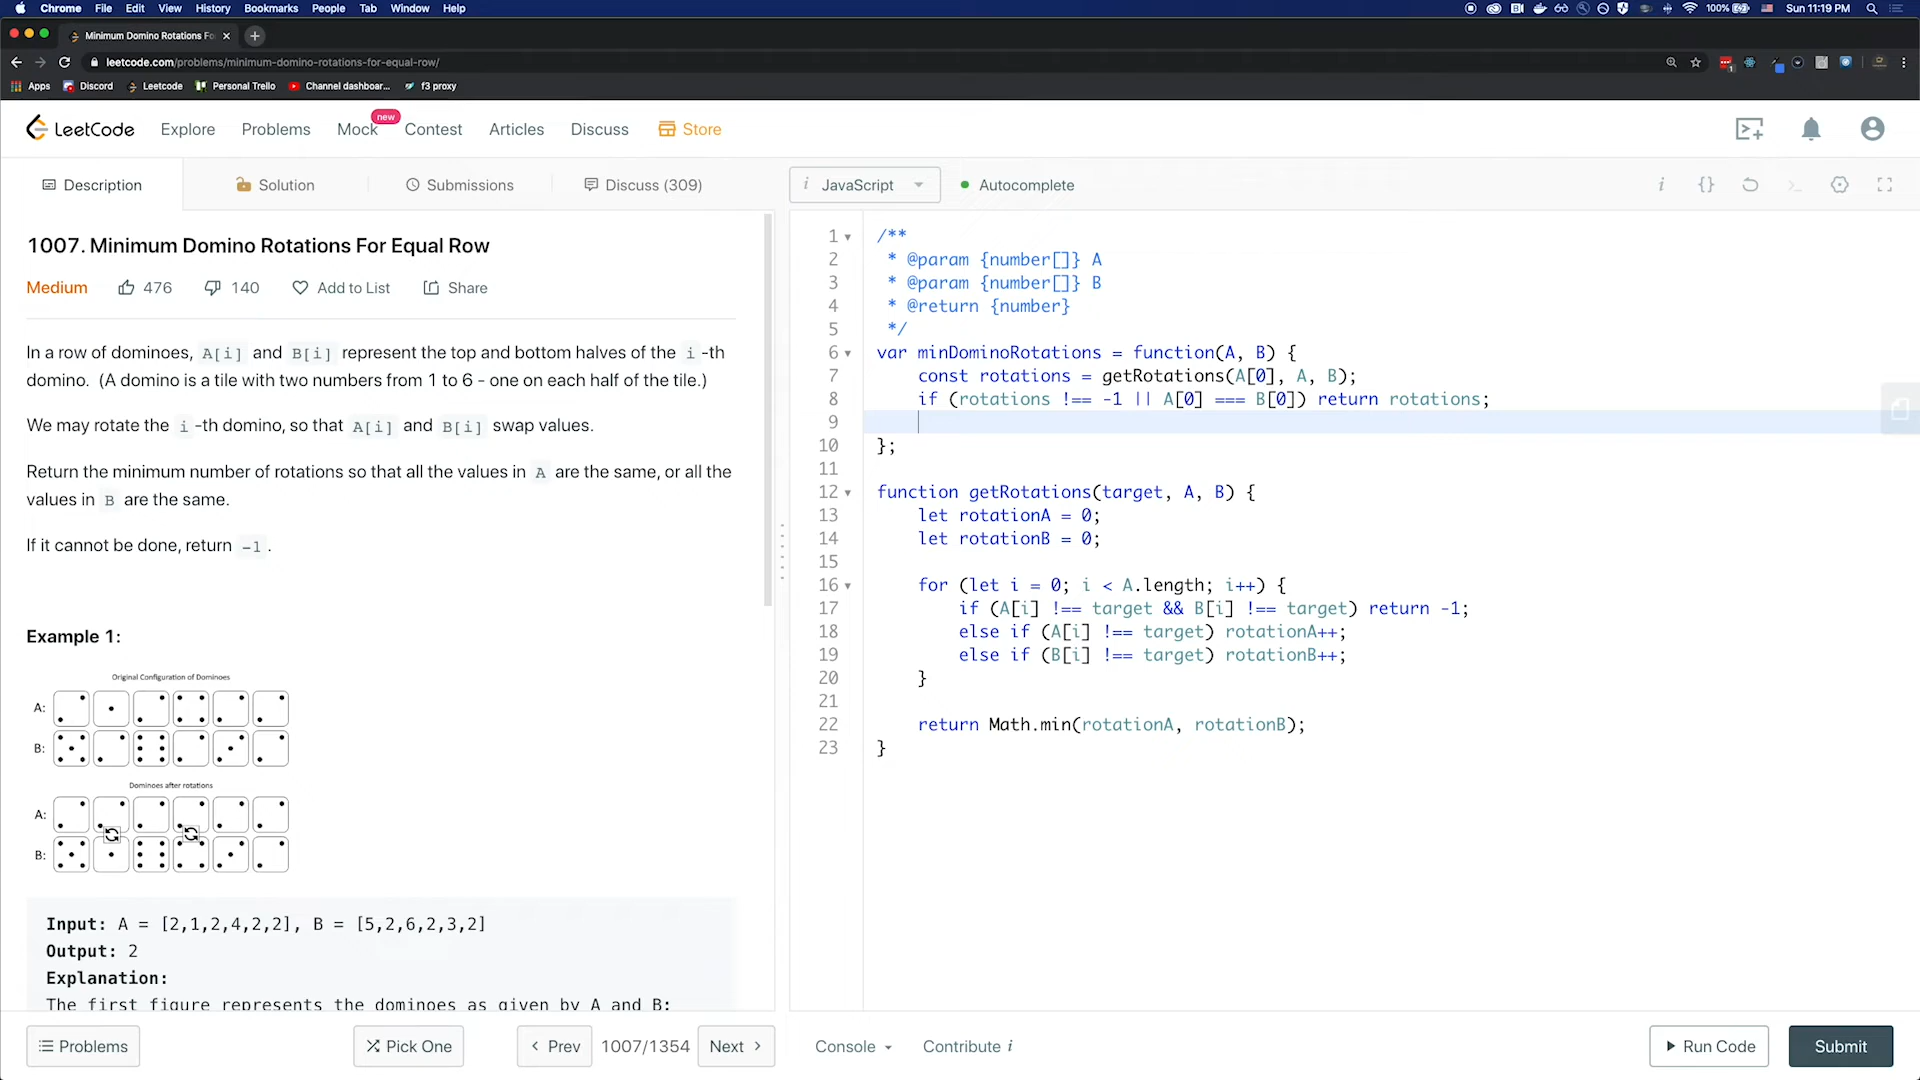 Chrome File Edit View History Bookmarks People Tab Window Help 100% Sun 11:19 PM
Minimum Domino Rotations Fo
leetcode.com/problems/minimum-domino-rotations-for-equal-row/
Apps Discord Leetcode Personal Trello Channel dashboar... f3 proxy
LeetCode Explore Problems Mock new Contest Articles Discuss Store
Description Solution Submissions Discuss (309)
i JavaScript Autocomplete i {}
1007. Minimum Domino Rotations For Equal Row
Medium 476 140 Add to List Share
In a row of dominoes, A[i] and B[i] represent the top and bottom halves of the i -th
domino. (A domino is a tile with two numbers from 1 to 6 - one on each half of the tile.)
We may rotate the i -th domino, so that A[i] and B[i] swap values.
Return the minimum number of rotations so that all the values in A are the same, or all the
values in B are the same.
If it cannot be done, return -1 .
Example 1:
Original Configuration of Dominoes
A:
B:
Dominoes after rotations
A:
B:
Input: A = [2,1,2,4,2,2], B = [5,2,6,2,3,2]
Output: 2
Explanation:
The first figure represents the dominoes as given by A and B:
1 /**
2 * @param {number[]} A
3 * @param {number[]} B
4 * @return {number}
5 */
6 var minDominoRotations = function(A, B) {
7 const rotations = getRotations(A[0], A, B);
8 if (rotations !== -1 || A[0] === B[0]) return rotations;
9
10 };
11
12 function getRotations(target, A, B) {
13 let rotationA = 0;
14 let rotationB = 0;
15
16 for (let i = 0; i < A.length; i++) {
17 if (A[i] !== target && B[i] !== target) return -1;
18 else if (A[i] !== target) rotationA++;
19 else if (B[i] !== target) rotationB++;
20 }
21
22 return Math.min(rotationA, rotationB);
23 }
Problems Pick One Prev 1007/1354 Next Console Contribute i Run Code Submit